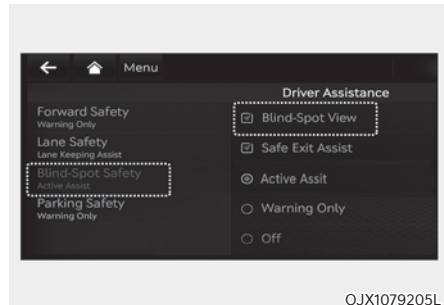 Menu
Driver Assistance
Forward Safety
Warning Only
Lane Safety
Lane Keeping Assist
Blind-Spot Safety
Active Assist
Parking Safety
Warning Only
Blind-Spot View
Safe Exit Assist
Active Assit
Warning Only
Off
OJX1079205L